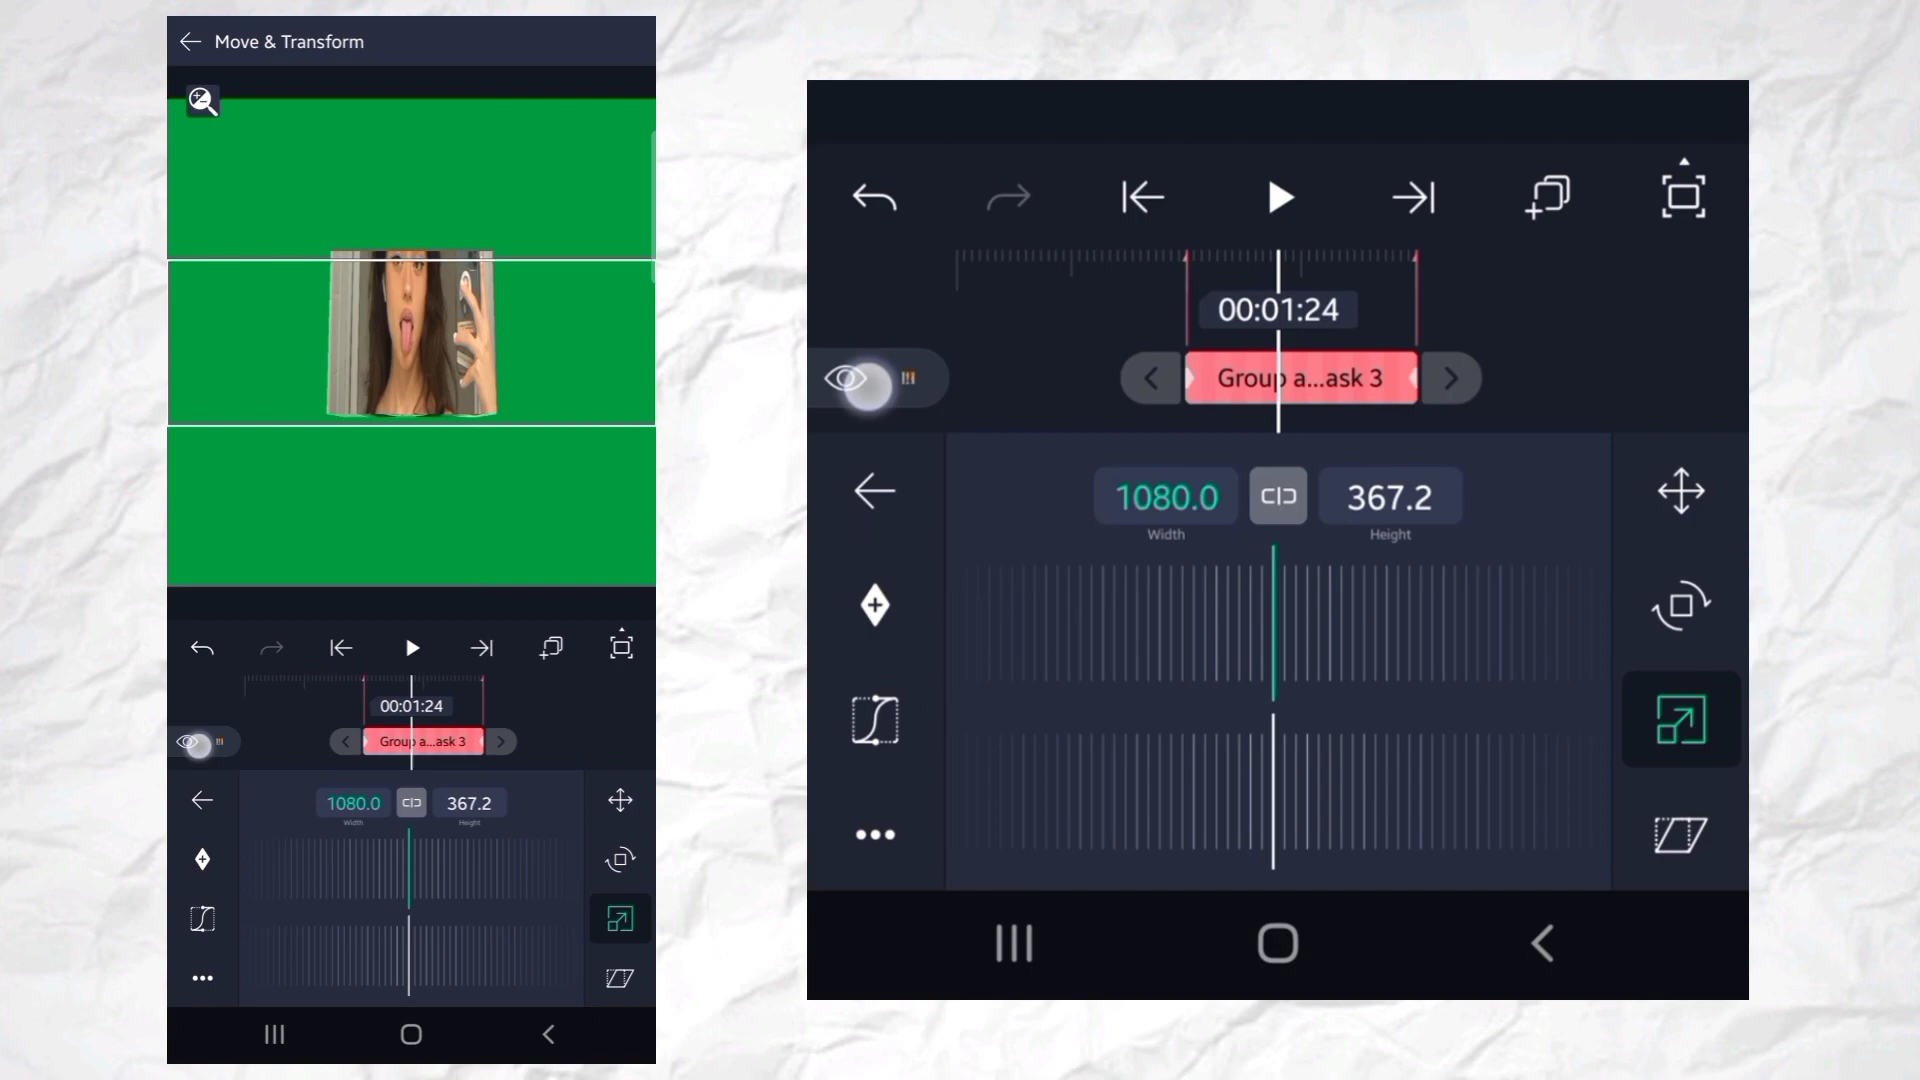 Move & Transform
00:01:24
Group a...ask 3
1080.0
367.2
Width
Height
00:01:24
Group a...ask 3
1080.0
367.2
Width
Height